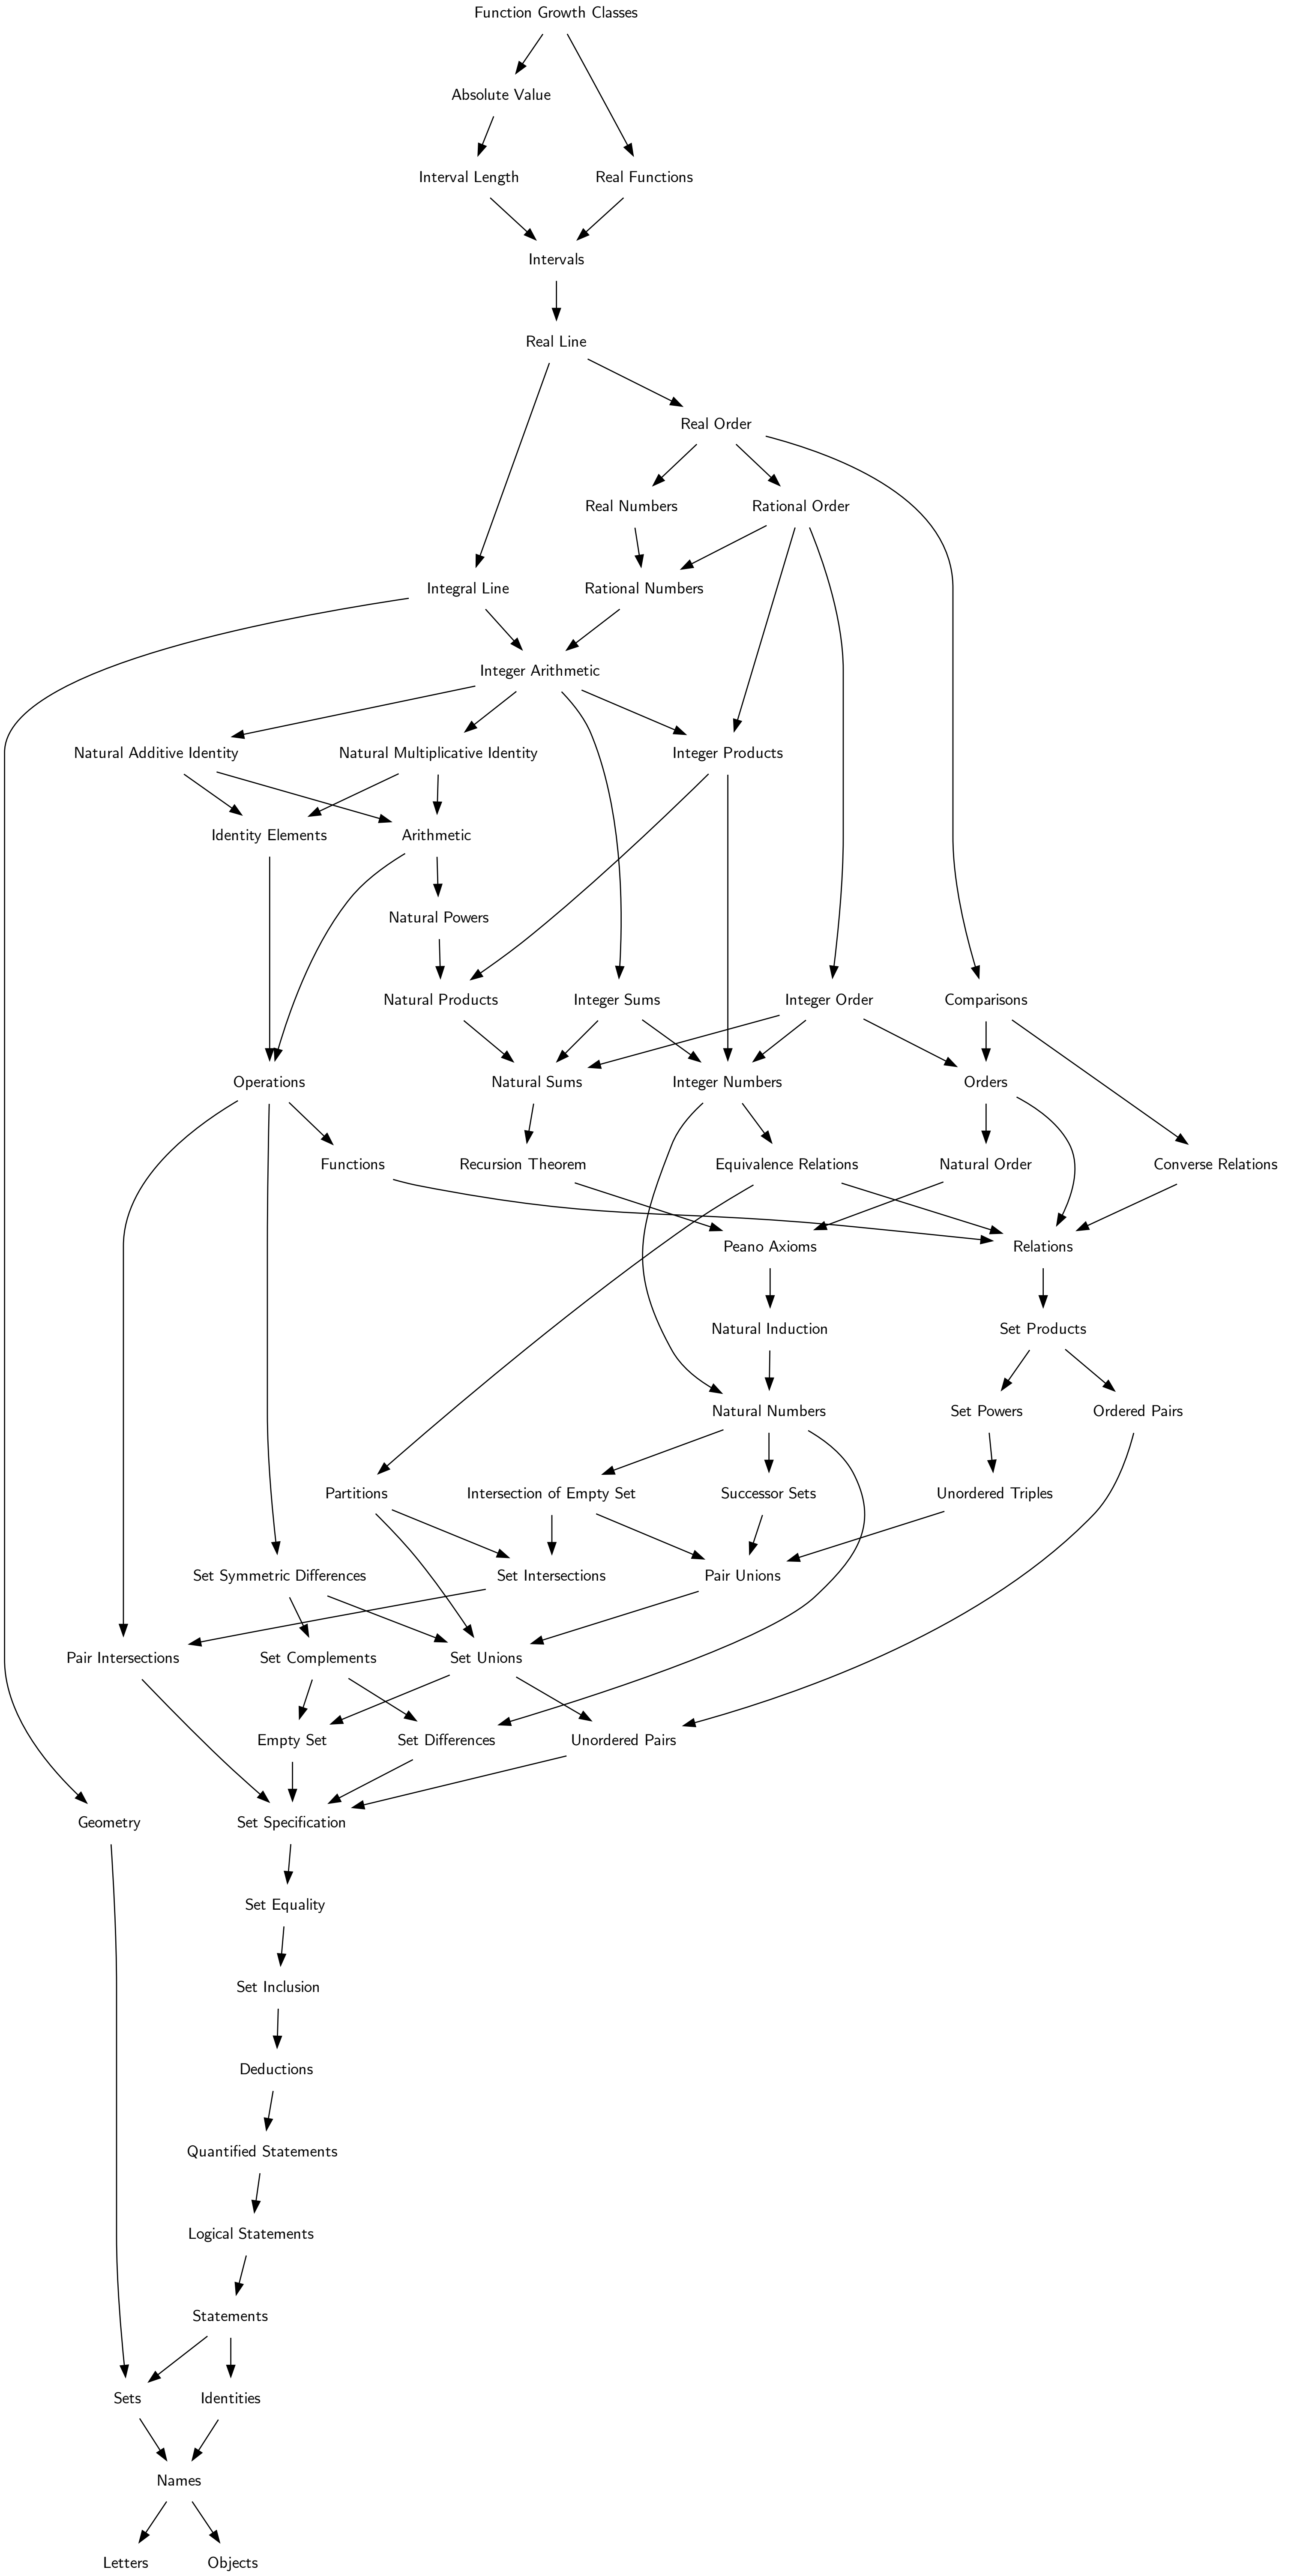 Function Growth Classes
Absolute Value
Interval Length
Real Functions
Intervals
Real Line
Real Order
Real Numbers
Rational Order
Integral Line
Rational Numbers
Integer Arithmetic
Natural Additive Identity
Natural Multiplicative Identity
Integer Products
Identity Elements
Arithmetic
Natural Powers
Natural Products
Integer Sums
Integer Order
Comparisons
Operations
Natural Sums
Integer Numbers
Orders
Functions
Recursion Theorem
Equivalence Relations
Natural Order
Converse Relations
Peano Axioms
Relations
Natural Induction
Set Products
Natural Numbers
Set Powers
Ordered Pairs
Partitions
Intersection of Empty Set
Successor Sets
Unordered Triples
Set Symmetric Differences
Set Intersections
Pair Unions
Pair Intersections
Set Complements
Set Unions
Empty Set
Set Differences
Unordered Pairs
Geometry
Set Specification
Set Equality
Set Inclusion
Deductions
Quantified Statements
Logical Statements
Statements
Sets
Identities
Names
Letters
Objects